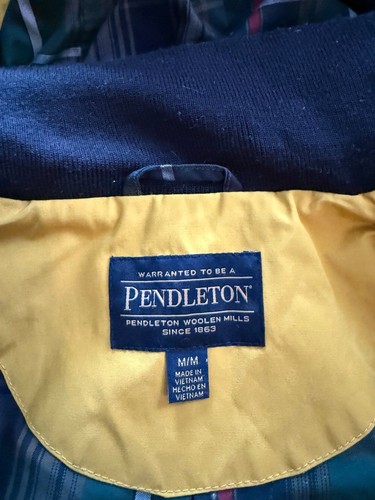 WARRANTED TO BE A
PENDLETON®
PENDLETON WOOLEN MILLS
SINCE 1863
M/M
MADE IN
VIETNAM
HECHO EN
VIETNAM